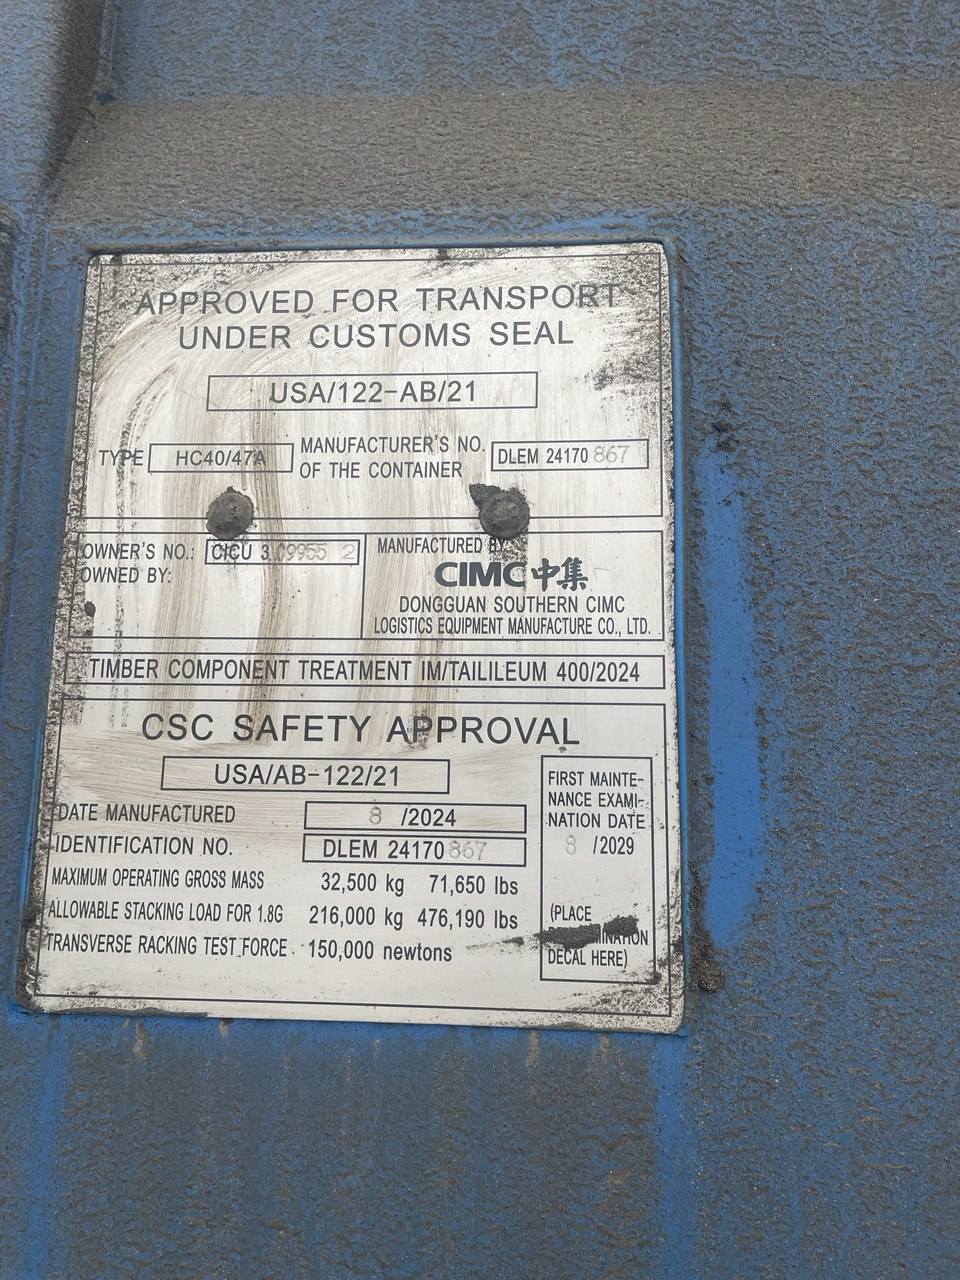 APPROVED FOR TRANSPORT
UNDER CUSTOMS SEAL
USA/122-AB/21
TYPE HC40/47A
MANUFACTURER'S NO.
OF THE CONTAINER
DLEM 24170 867
OWNER'S NO.: CICU
OWNED BY:
MANUFACTURED BY:
CIMC 中集
DONGGUAN SOUTHERN CIMC
LOGISTICS EQUIPMENT MANUFACTURE CO., LTD.
TIMBER COMPONENT TREATMENT IM/TAILILEUM 400/2024
CSC SAFETY APPROVAL
USA/AB-122/21
DATE MANUFACTURED 8 /2024
IDENTIFICATION NO. DLEM 24170 867
MAXIMUM OPERATING GROSS MASS 32,500 kg 71,650 lbs
ALLOWABLE STACKING LOAD FOR 1.8G 216,000 kg 476,190 lbs
TRANSVERSE RACKING TEST FORCE 150,000 newtons
FIRST MAINTE-
NANCE EXAMI-
NATION DATE
8 /2029
(PLACE
DECAL HERE)